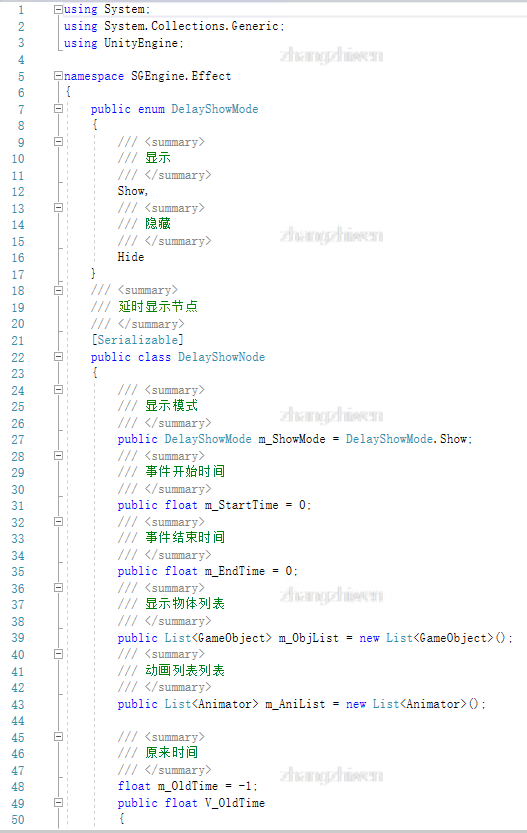 1 using System;
2 using System.Collections.Generic;
3 using UnityEngine;
4
5 namespace SGEngine.Effect
6 {
7 public enum DelayShowMode
8 {
9 /// <summary>
10 /// 显示
11 /// </summary>
12 Show,
13 /// <summary>
14 /// 隐藏
15 /// </summary>
16 Hide
17 }
18 /// <summary>
19 /// 延时显示节点
20 /// </summary>
21 [Serializable]
22 public class DelayShowNode
23 {
24 /// <summary>
25 /// 显示模式
26 /// </summary>
27 public DelayShowMode m_ShowMode = DelayShowMode.Show;
28 /// <summary>
29 /// 事件开始时间
30 /// </summary>
31 public float m_StartTime = 0;
32 /// <summary>
33 /// 事件结束时间
34 /// </summary>
35 public float m_EndTime = 0;
36 /// <summary>
37 /// 显示物体列表
38 /// </summary>
39 public List<GameObject> m_ObjList = new List<GameObject>();
40 /// <summary>
41 /// 动画列表列表
42 /// </summary>
43 public List<Animator> m_AniList = new List<Animator>();
44
45 /// <summary>
46 /// 原来时间
47 /// </summary>
48 float m_OldTime = -1;
49 public float V_OldTime
50 {
zhangzhiwen
zhangzhiwen
zhangzhiwen
zhangzhiwen
zhangzhiwen